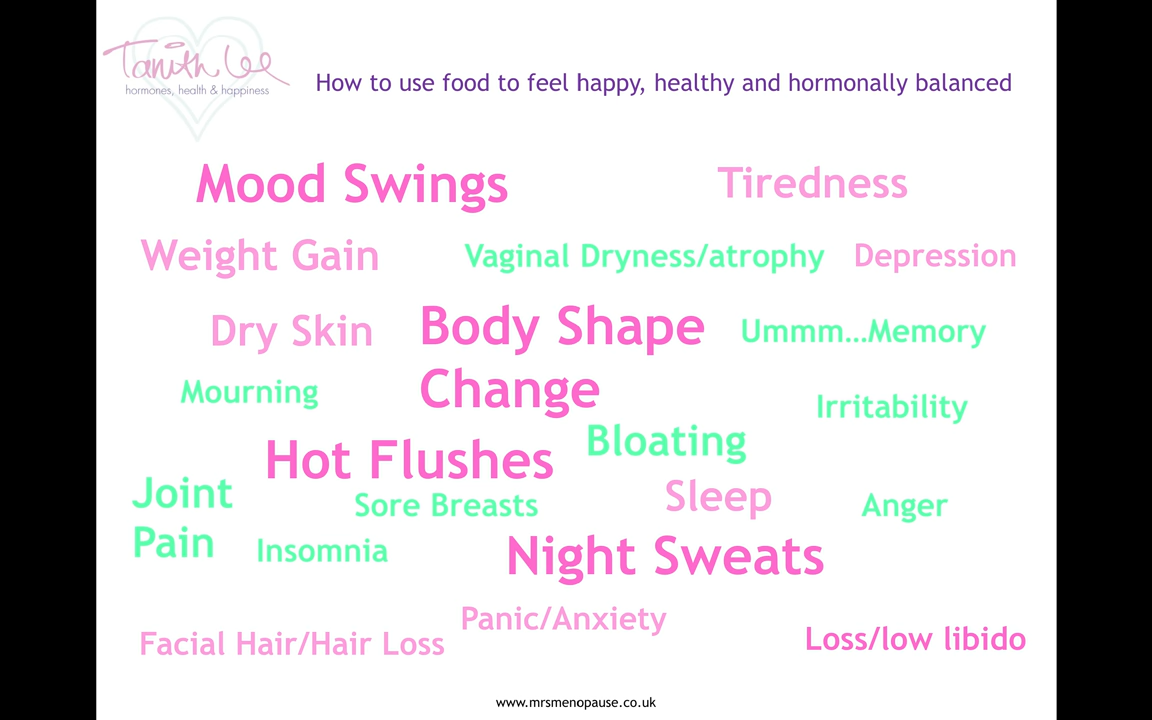 Tanith Lee
hormones, health & happiness
How to use food to feel happy, healthy and hormonally balanced
Mood Swings
Tiredness
Weight Gain
Vaginal Dryness/atrophy
Depression
Dry Skin
Body Shape
Change
Ummm...Memory
Mourning
Irritability
Hot Flushes
Bloating
Joint
Pain
Sore Breasts
Sleep
Anger
Insomnia
Night Sweats
Panic/Anxiety
Facial Hair/Hair Loss
Loss/low libido
www.mrsmenopause.co.uk